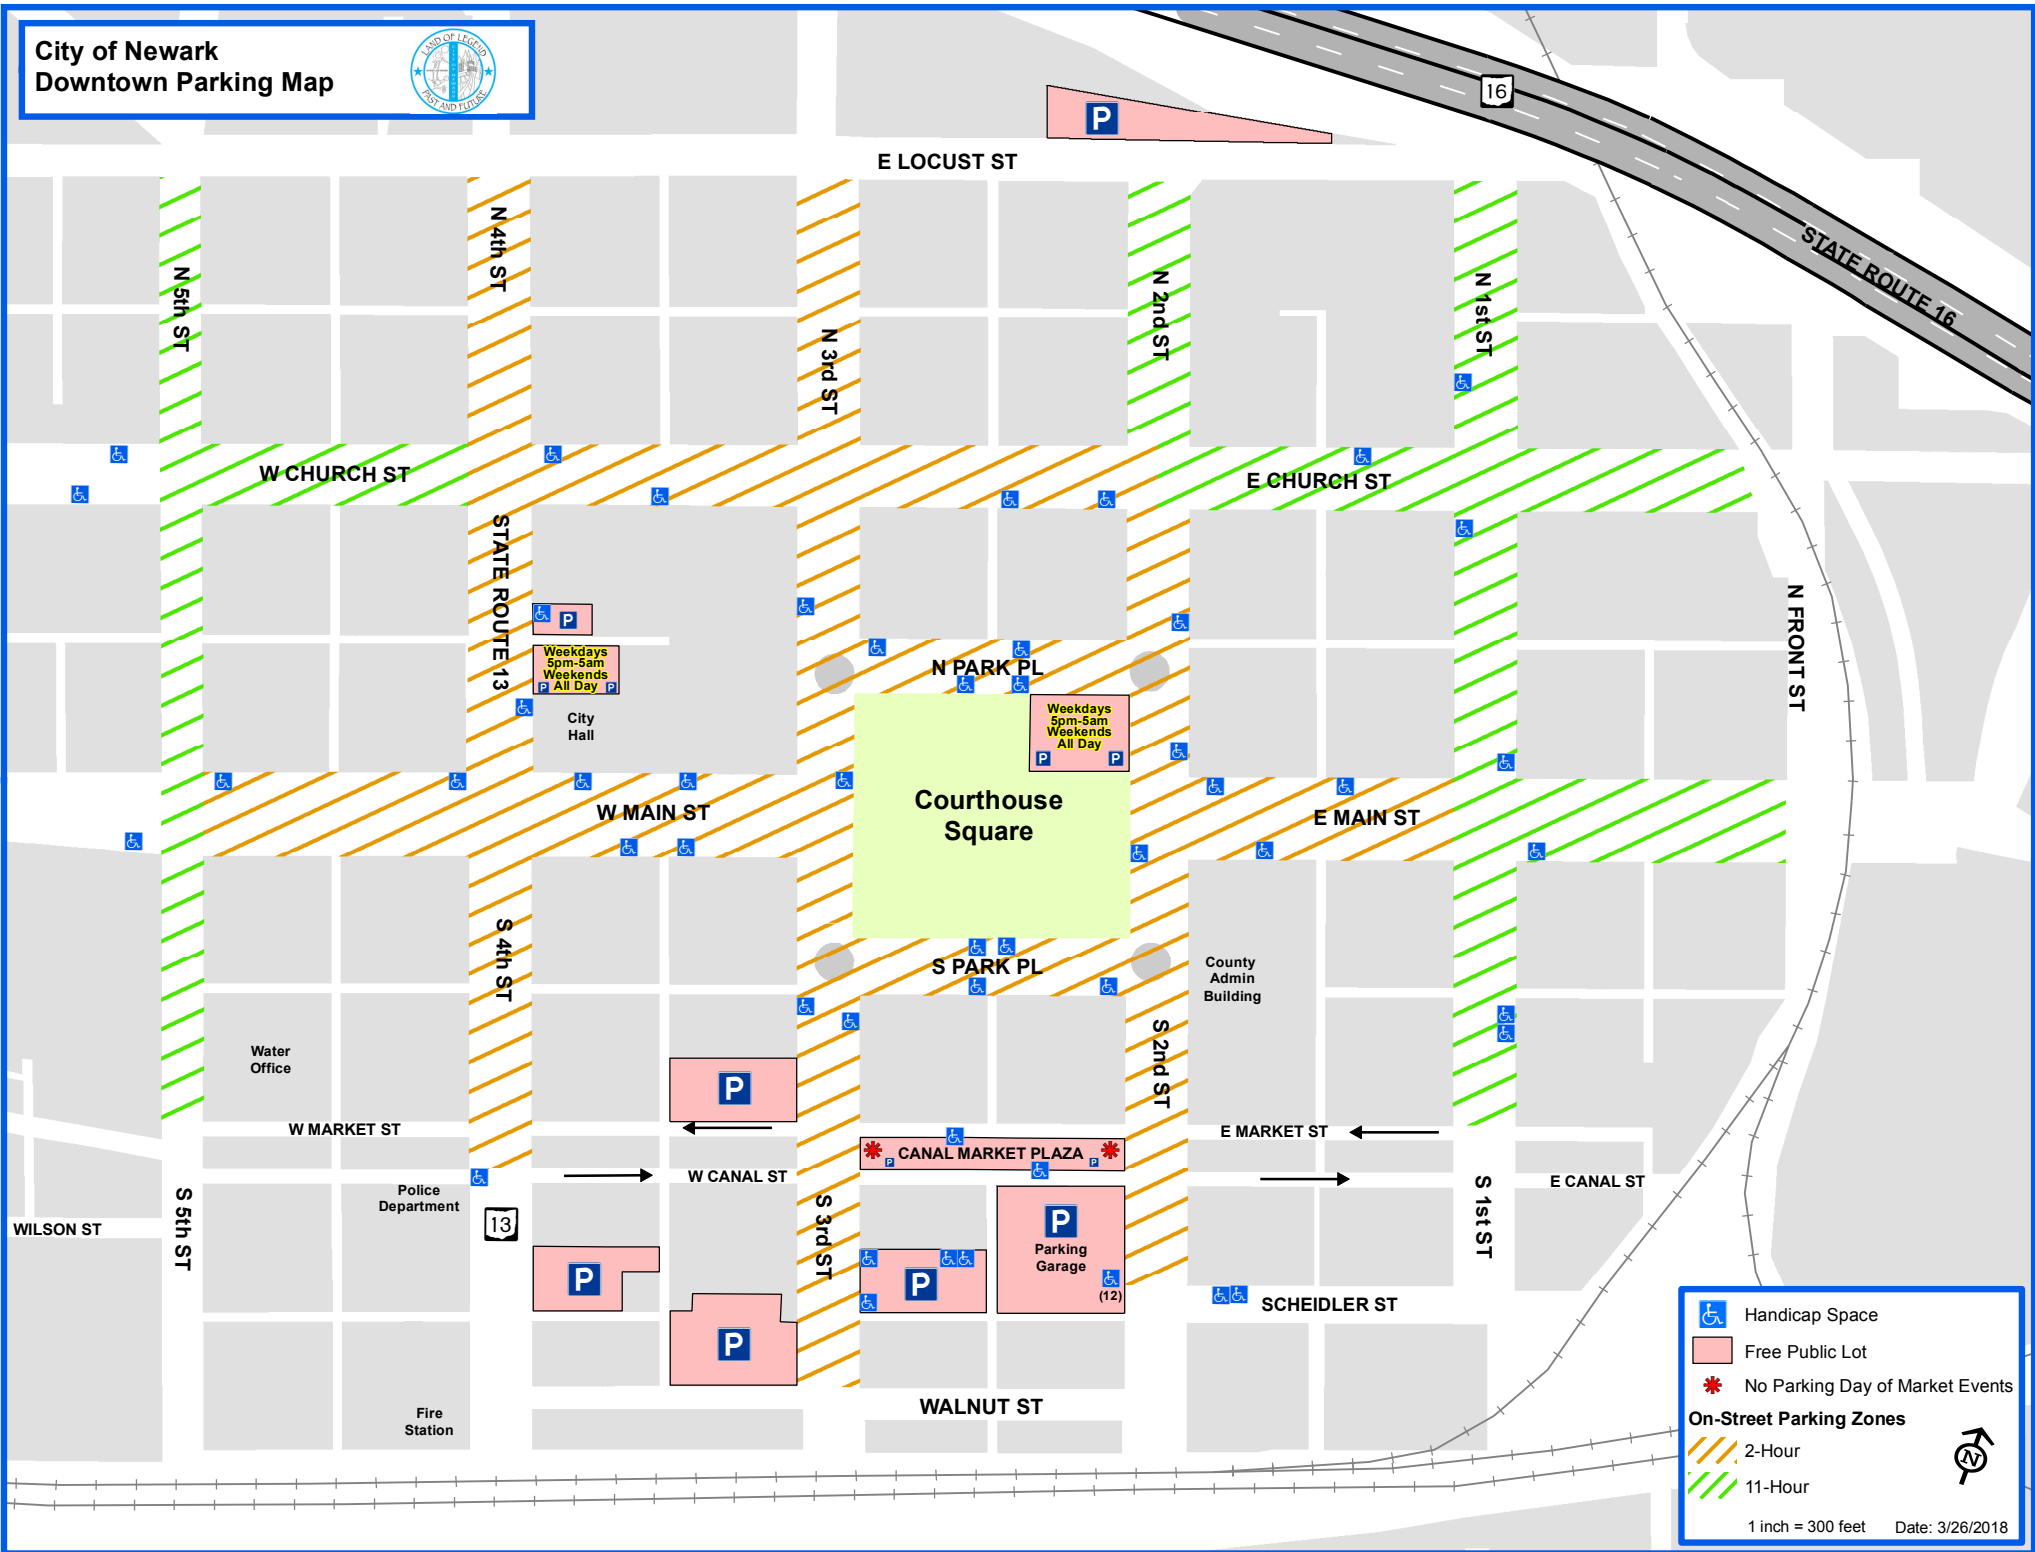 City of Newark
Downtown Parking Map
LAND OF LEGEND
PAST AND FUTURE
P
16
E LOCUST ST
STATE ROUTE 16
N 5th ST
N 4th ST
N 3rd ST
N 2nd ST
N 1st ST
W CHURCH ST
E CHURCH ST
STATE ROUTE 13
P
Weekdays
5pm-5am
Weekends
All Day
P P
City
Hall
N PARK PL
Weekdays
5pm-5am
Weekends
All Day
P P
N FRONT ST
W MAIN ST
Courthouse
Square
E MAIN ST
S 4th ST
S PARK PL
County
Admin
Building
Water
Office
P
S 2nd ST
W MARKET ST
E MARKET ST
CANAL MARKET PLAZA
P P
W CANAL ST
E CANAL ST
Police
Department
13
WILSON ST
S 5th ST
S 3rd ST
S 1st ST
P
Parking
Garage
(12)
P
P
P
SCHEIDLER ST
WALNUT ST
Fire
Station
Handicap Space
Free Public Lot
No Parking Day of Market Events
On-Street Parking Zones
2-Hour
11-Hour
N
1 inch = 300 feet Date: 3/26/2018